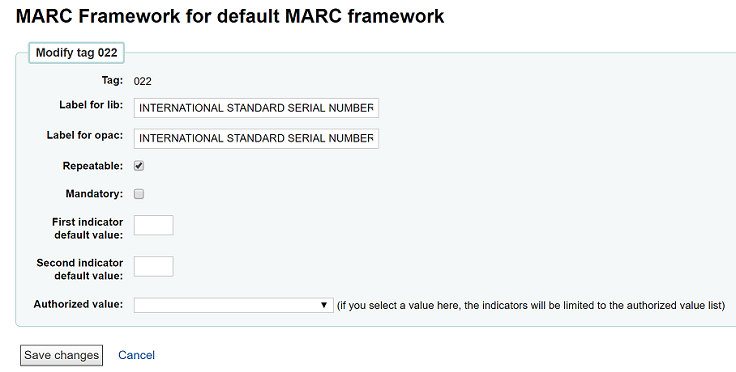 MARC Framework for default MARC framework
Modify tag 022
Tag: 022
Label for lib: INTERNATIONAL STANDARD SERIAL NUMBER
Label for opac: INTERNATIONAL STANDARD SERIAL NUMBER
Repeatable:
Mandatory:
First indicator
default value:
Second indicator
default value:
Authorized value: (if you select a value here, the indicators will be limited to the authorized value list)
Save changes Cancel